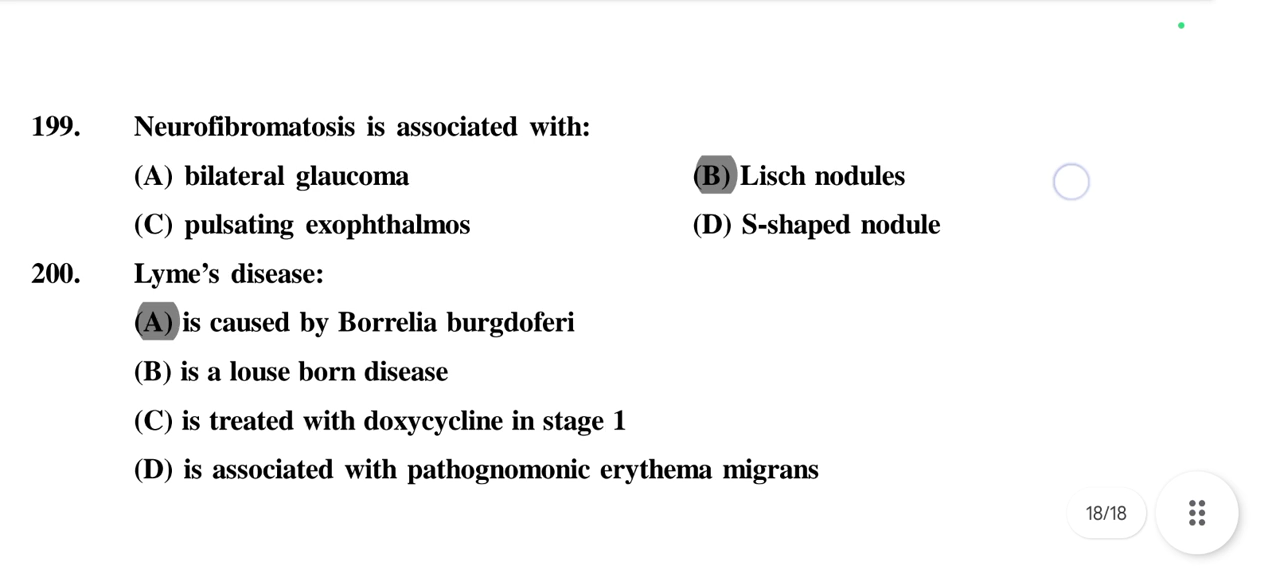 199. Neurofibromatosis is associated with:
(A) bilateral glaucoma (B) Lisch nodules
(C) pulsating exophthalmos (D) S-shaped nodule
200. Lyme’s disease:
(A) is caused by Borrelia burgdoferi
(B) is a louse born disease
(C) is treated with doxycycline in stage 1
(D) is associated with pathognomonic erythema migrans
18/18